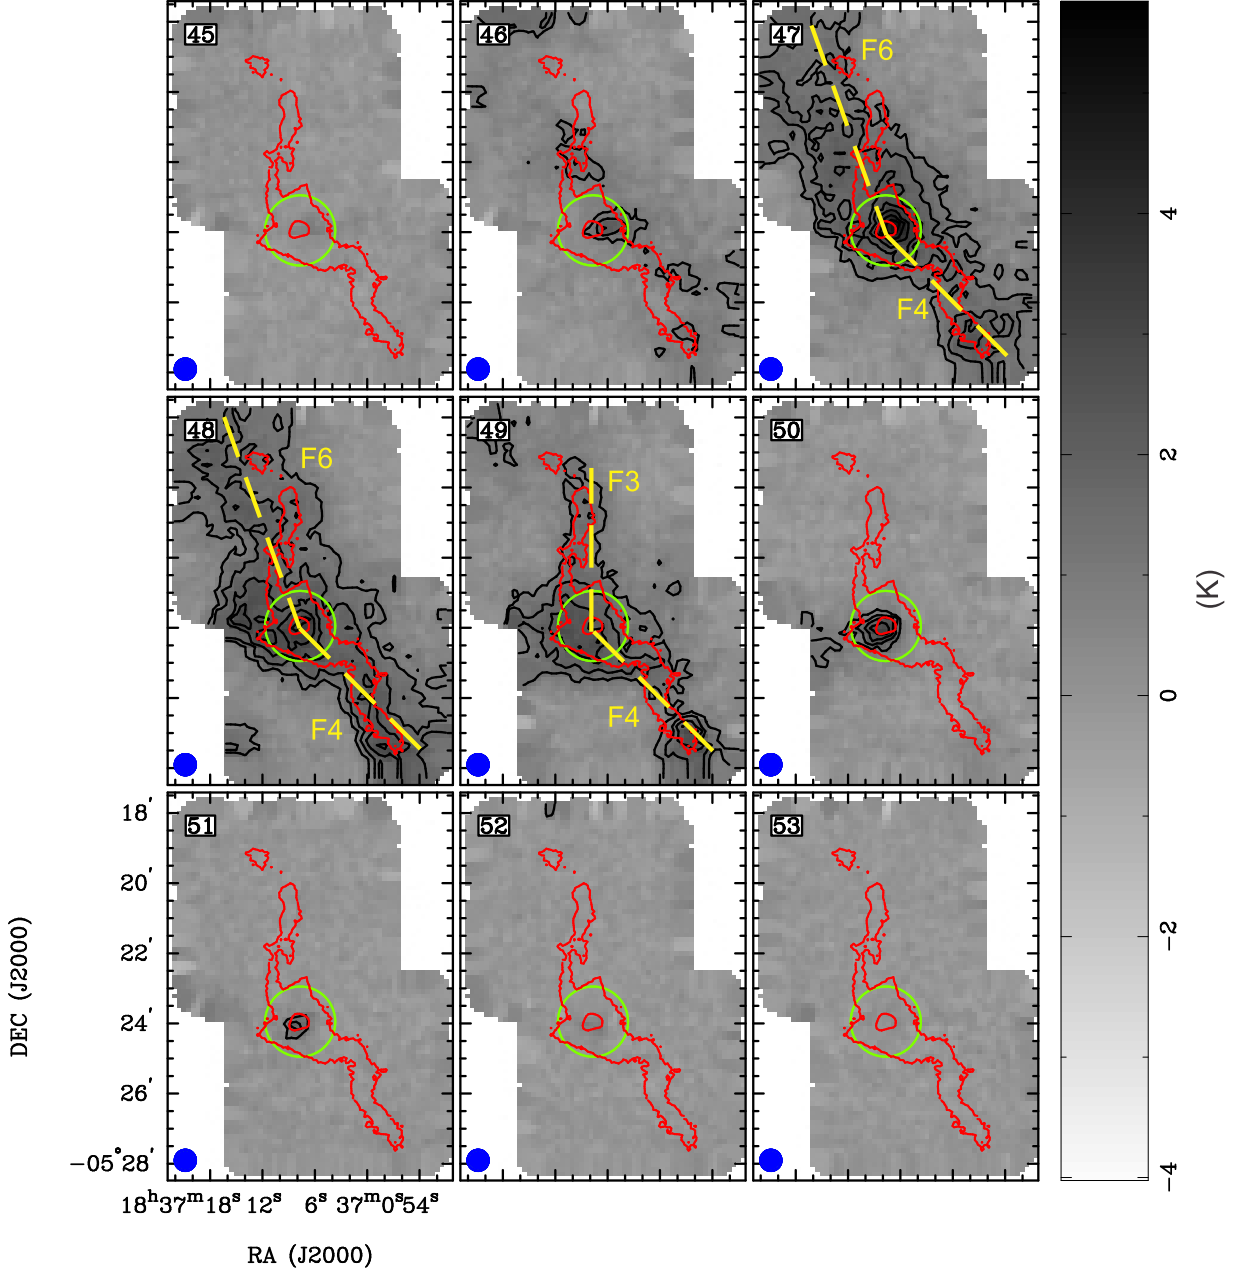 45 46 47
F6
4
F4
48 49 50
F6
F3
2
F4
F4
0
(K)
51 52 53
18′
20′
22′
24′
26′
−05°28′
−2
−4
DEC (J2000)
18ʰ37ᵐ18ˢ 12ˢ 6ˢ 37ᵐ0ˢ54ˢ
RA (J2000)